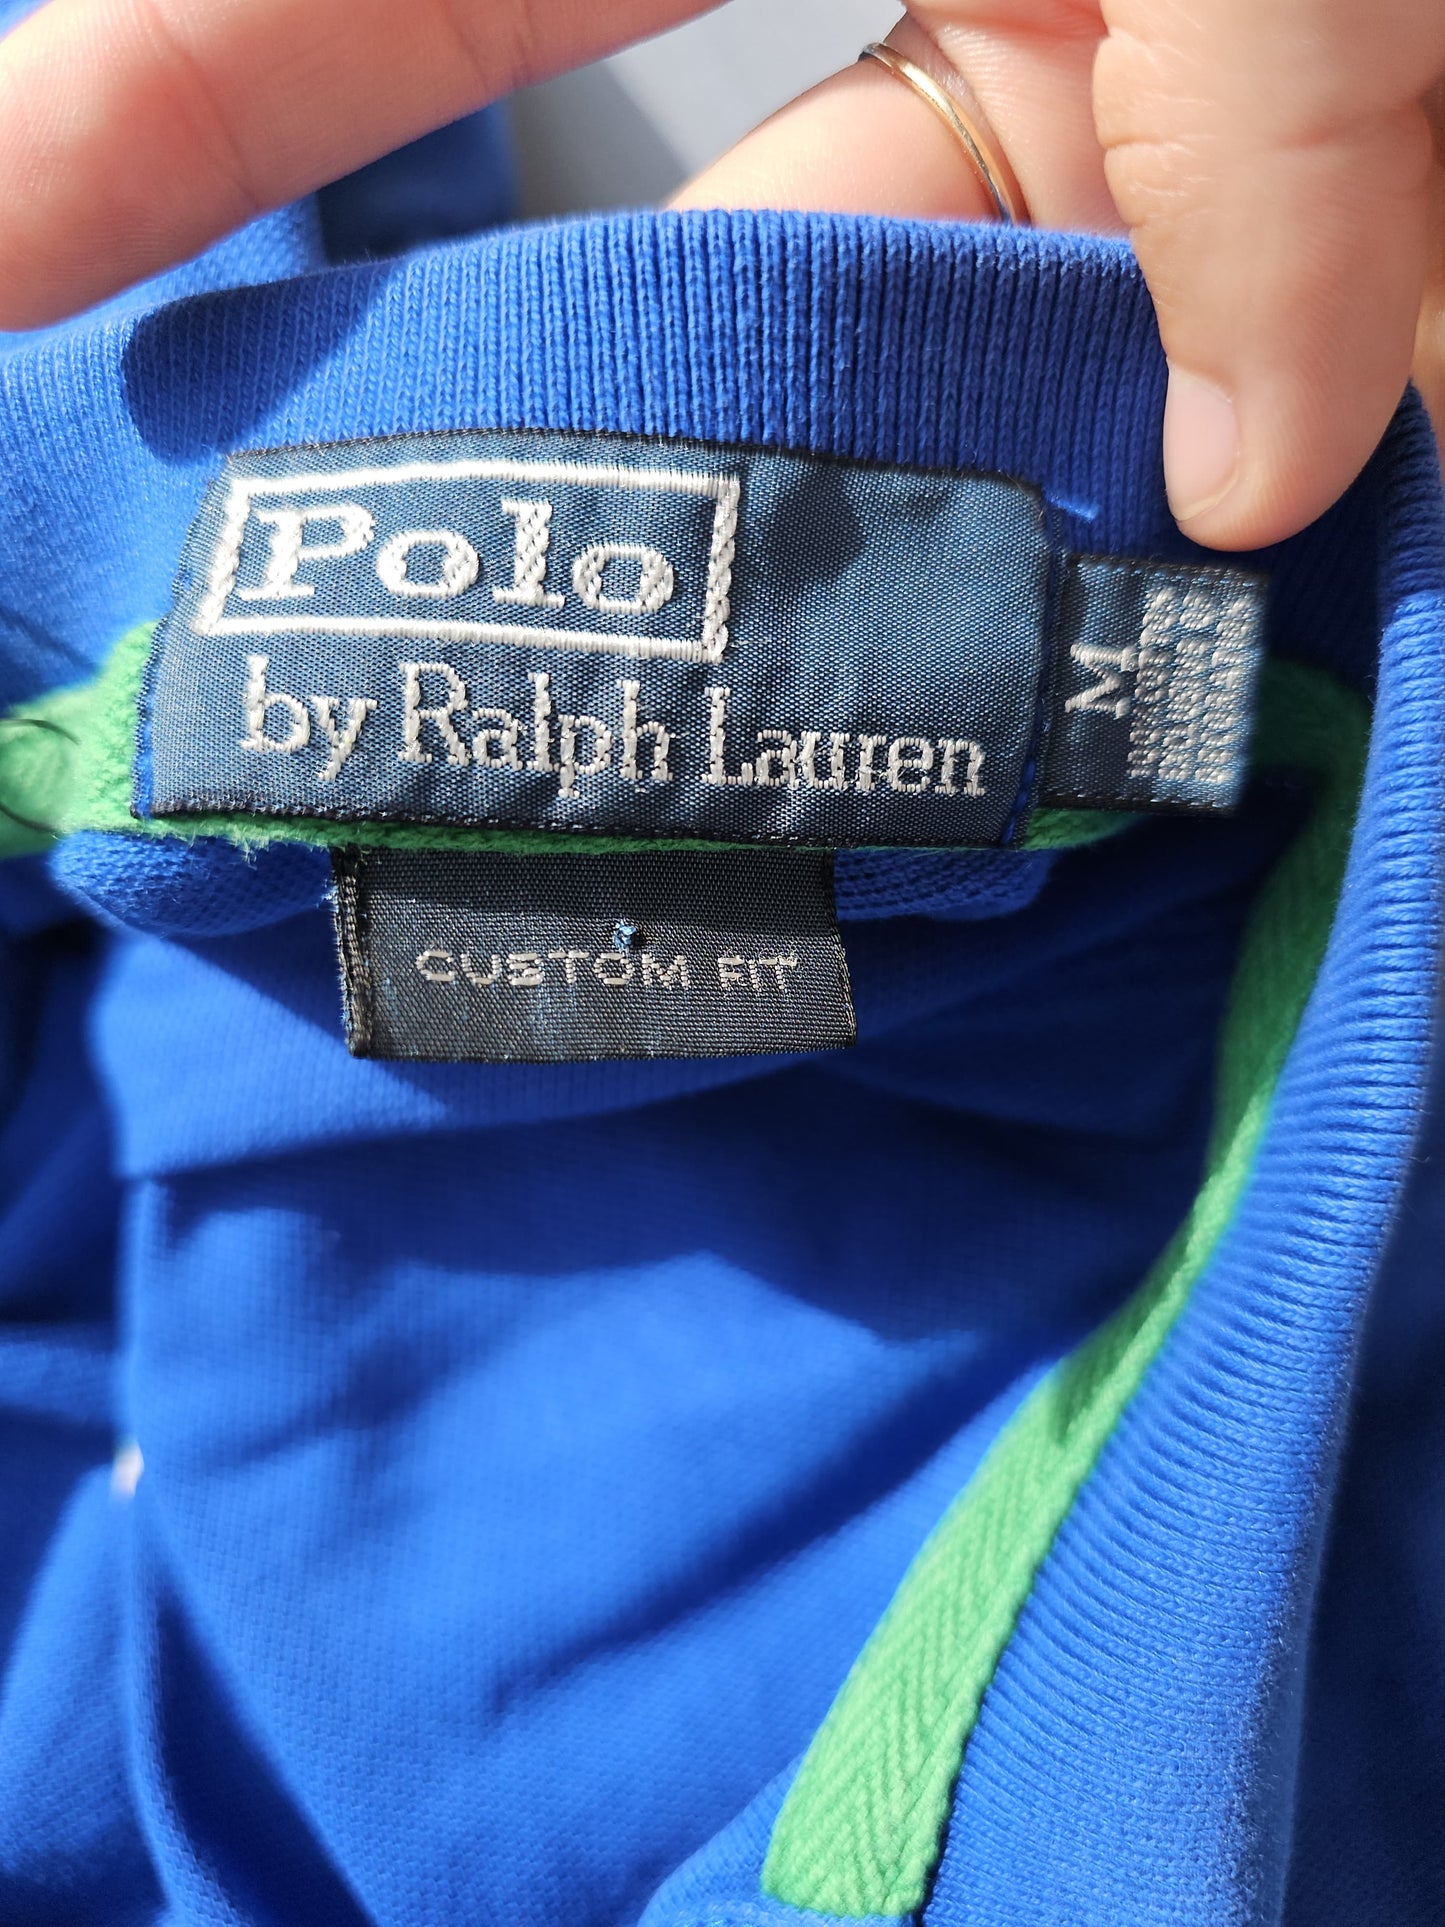 Polo
by Ralph Lauren
M
CUSTOM FIT